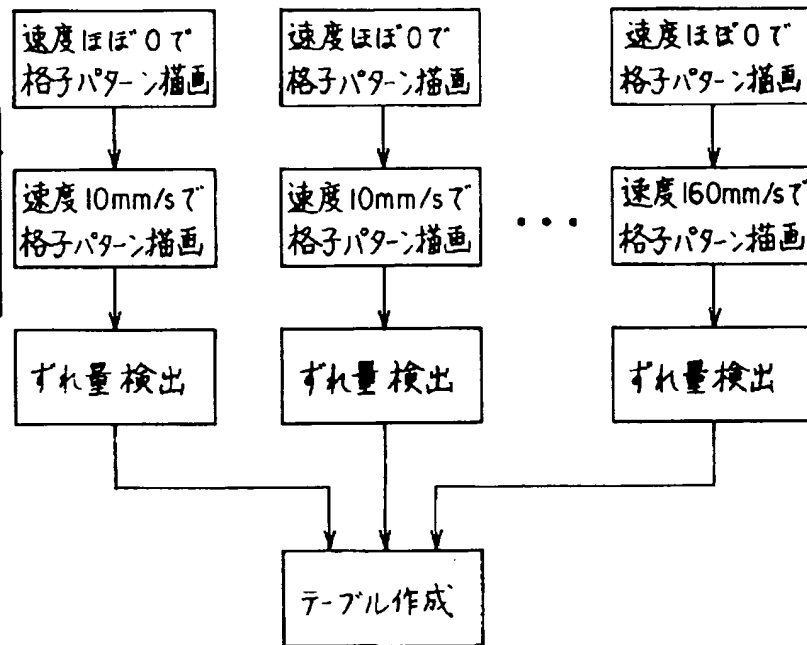 速度ほぼ0で
格子パターン描画
速度ほぼ0で
格子パターン描画
速度ほぼ0で
格子パターン描画
速度10mm/sで
格子パターン描画
速度10mm/sで
格子パターン描画
・・・
速度160mm/sで
格子パターン描画
ずれ量検出
ずれ量検出
ずれ量検出
テーブル作成